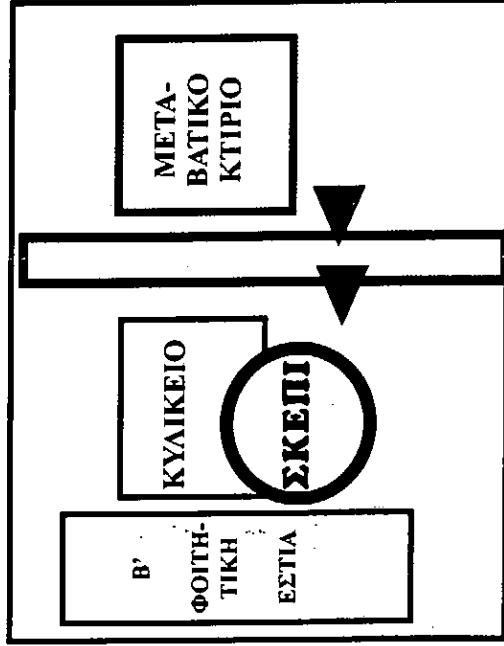 ΜΕΤΑ-
ΒΑΤΙΚΟ
ΚΤΙΡΙΟ
ΚΥΛΙΚΕΙΟ
ΣΚΕΠΙ
Β'
ΦΟΙΤΗ-
ΤΙΚΗ
ΕΣΤΙΑ